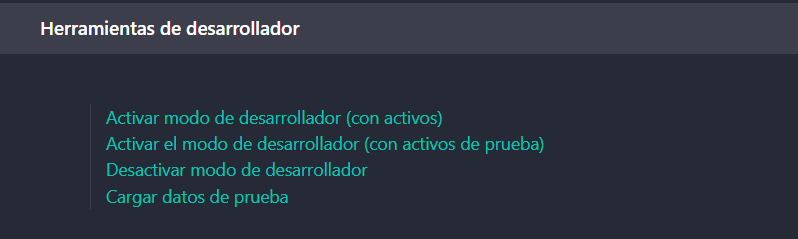 Herramientas de desarrollador
Activar modo de desarrollador (con activos)
Activar el modo de desarrollador (con activos de prueba)
Desactivar modo de desarrollador
Cargar datos de prueba